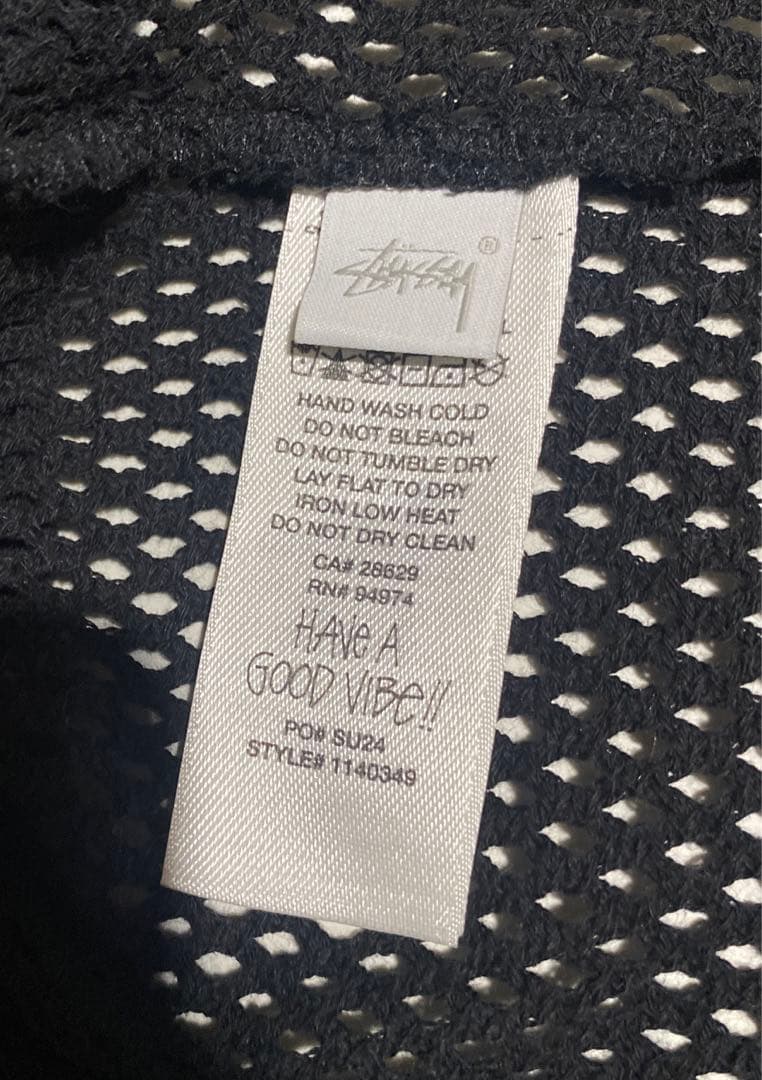 STÜSSY ®
HAND WASH COLD
DO NOT BLEACH
DO NOT TUMBLE DRY
LAY FLAT TO DRY
IRON LOW HEAT
DO NOT DRY CLEAN
CA# 28629
RN# 94974
HAVE A
GOOD VIBE!!
PO# SU24
STYLE# 1140349